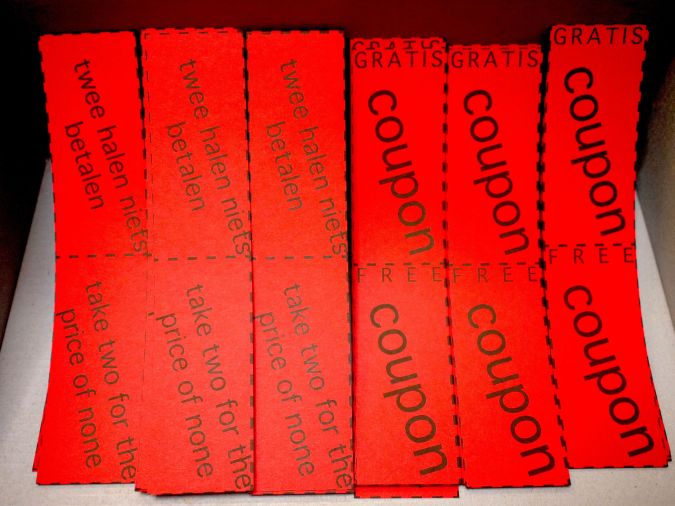 twee halen niets
betalen
take two for the
price of none
twee halen niets
betalen
take two for the
price of none
twee halen niets
betalen
take two for the
price of none
GRATIS
coupon
FREE
coupon
GRATIS
coupon
FREE
coupon
GRATIS
coupon
FREE
coupon